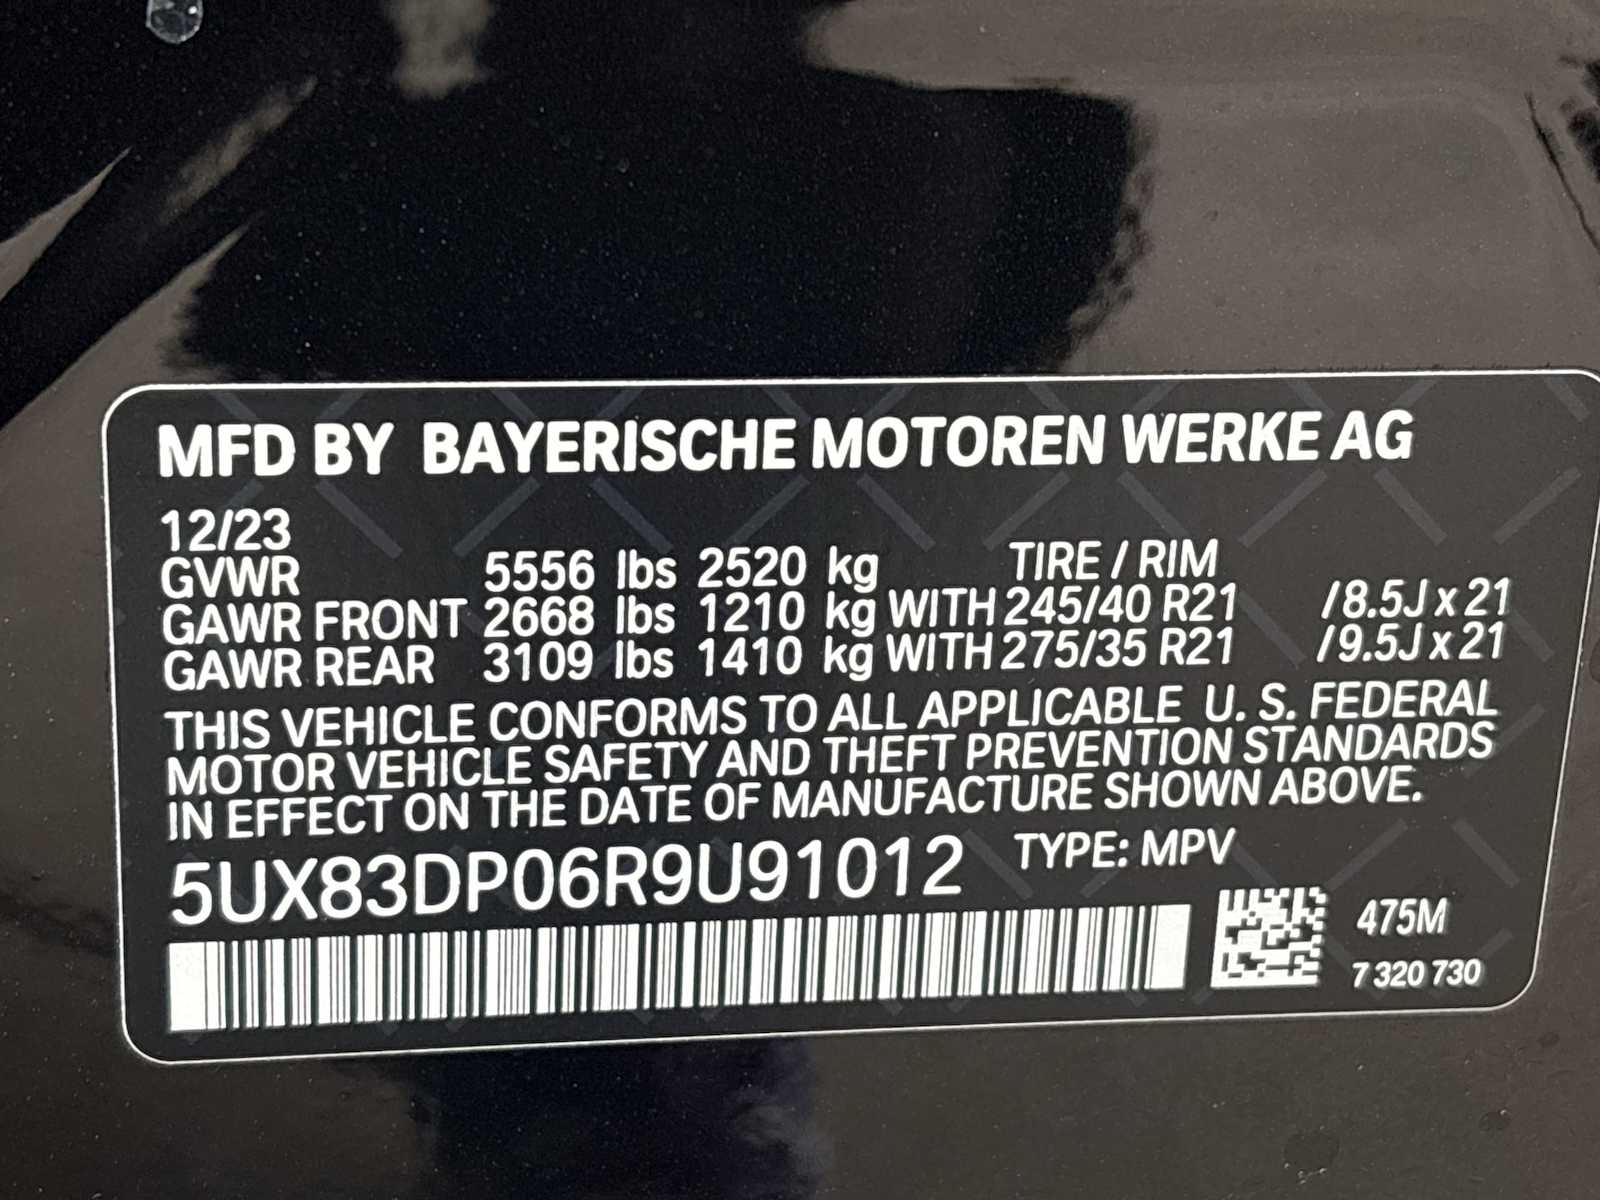 MFD BY BAYERISCHE MOTOREN WERKE AG
12/23
GVWR 5556 lbs 2520 kg TIRE / RIM
GAWR FRONT 2668 lbs 1210 kg WITH 245/40 R21 /8.5J x 21
GAWR REAR 3109 lbs 1410 kg WITH 275/35 R21 /9.5J x 21
THIS VEHICLE CONFORMS TO ALL APPLICABLE U. S. FEDERAL
MOTOR VEHICLE SAFETY AND THEFT PREVENTION STANDARDS
IN EFFECT ON THE DATE OF MANUFACTURE SHOWN ABOVE.
5UX83DP06R9U91012 TYPE: MPV
475M
7 320 730